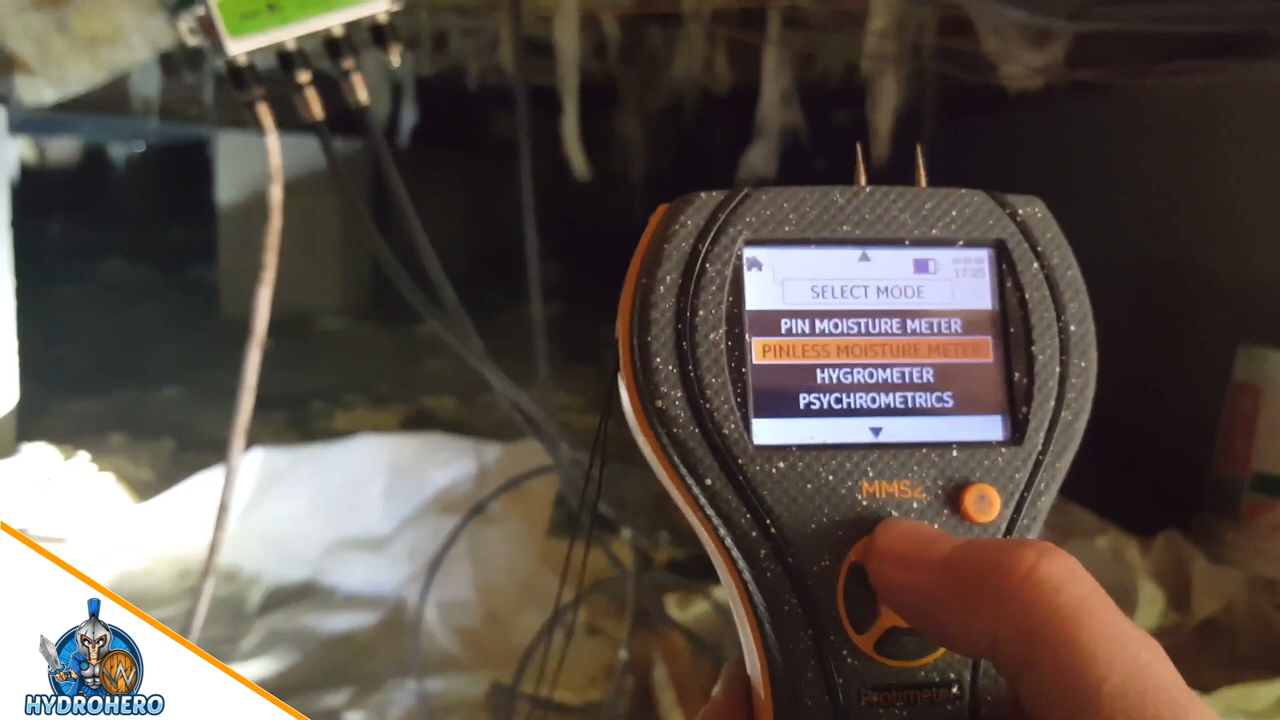 17:25
SELECT MODE
PIN MOISTURE METER
PINLESS MOISTURE METER
HYGROMETER
PSYCHROMETRICS
MMS2
Protimeter
W
HYDROHERO